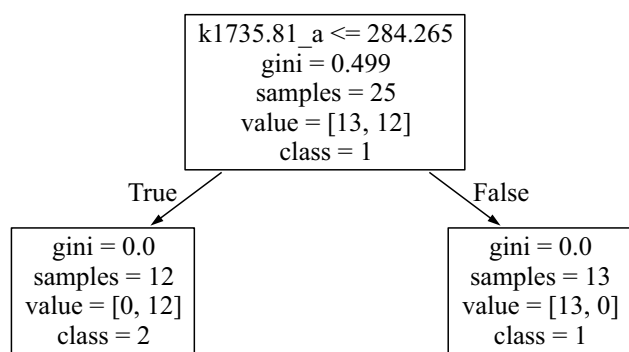 k1735.81_a <= 284.265
gini = 0.499
samples = 25
value = [13, 12]
class = 1
True
False
gini = 0.0
samples = 12
value = [0, 12]
class = 2
gini = 0.0
samples = 13
value = [13, 0]
class = 1